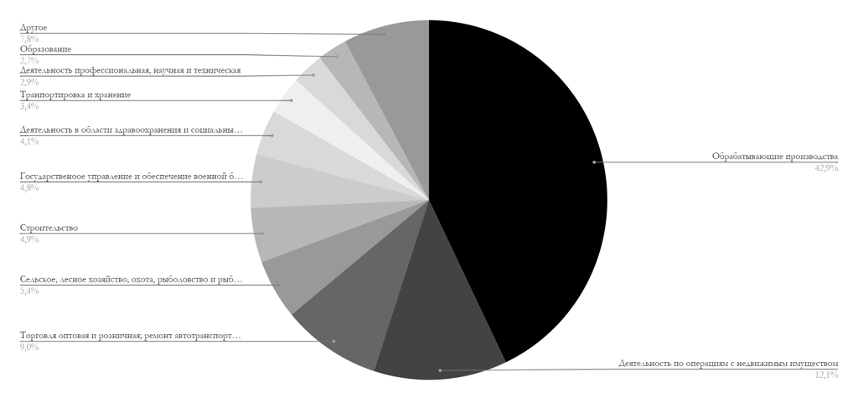 Другое
7,8%
Образование
2,7%
Деятельность профессиональная, научная и техническая
2,9%
Транпортировка и хранение
3,4%
Деятельность в области здравоохранения и социальны...
4,1%
Государственоое управление и обеспечение военной б...
4,8%
Строительство
4,9%
Сельское, лесное хозяйство, охота, рыболовство и рыб...
5,4%
Торговля оптовая и розничная; ремонт автотранспорт...
9,0%
Обрабатывающие производства
42,9%
Деятельность по операциям с недвижимым имуществом
12,1%